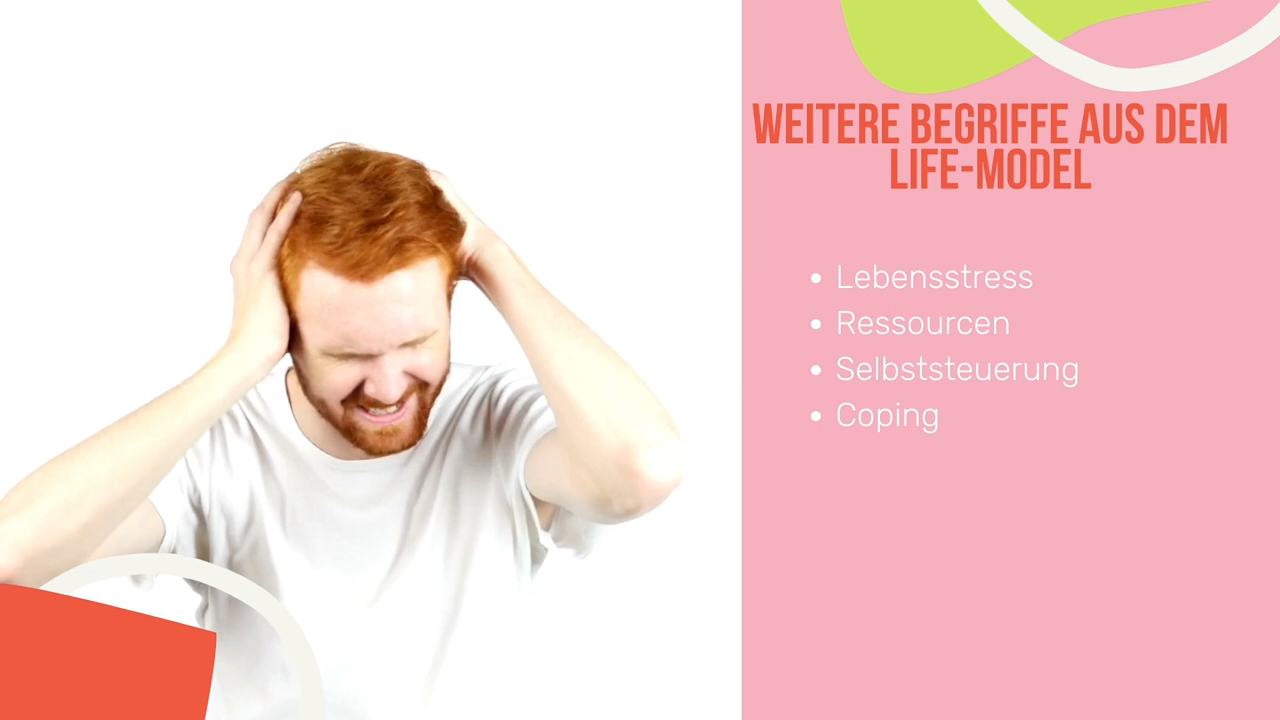 WEITERE BEGRIFFE AUS DEM
LIFE-MODEL
• Lebensstress
• Ressourcen
• Selbststeuerung
• Coping